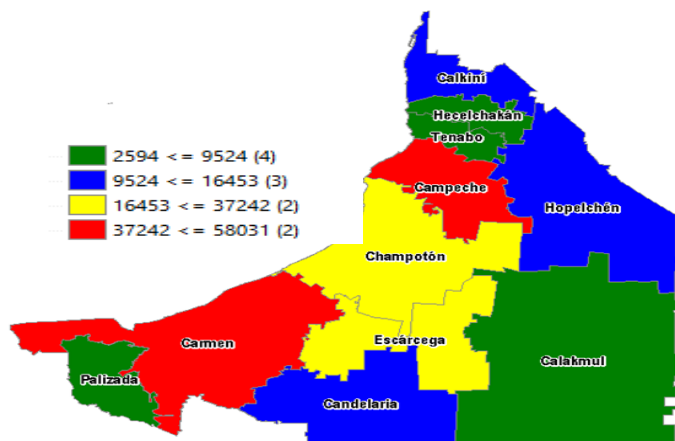 Calkiní
Hecelchakán
Tenabo
2594 <= 9524 (4)
9524 <= 16453 (3)
16453 <= 37242 (2)
37242 <= 58031 (2)
Campeche
Hopelchén
Champotón
Carmen
Escárcega
Calakmul
Palizada
Candelaría